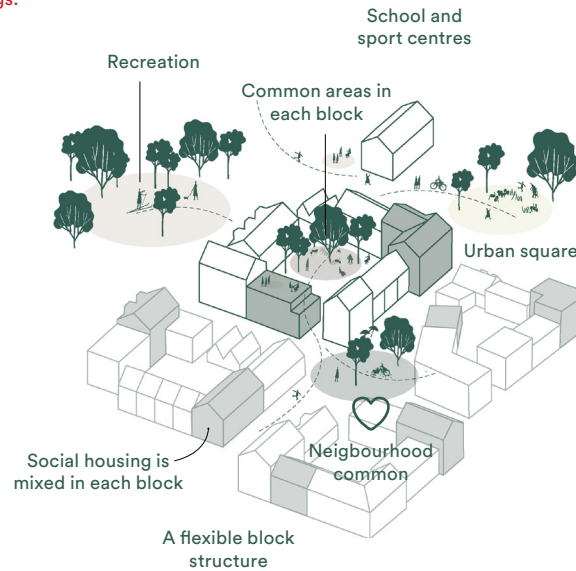 gs.
School and
sport centres
Recreation
Common areas in
each block
Urban square
Neigbourhood
common
Social housing is
mixed in each block
A flexible block
structure